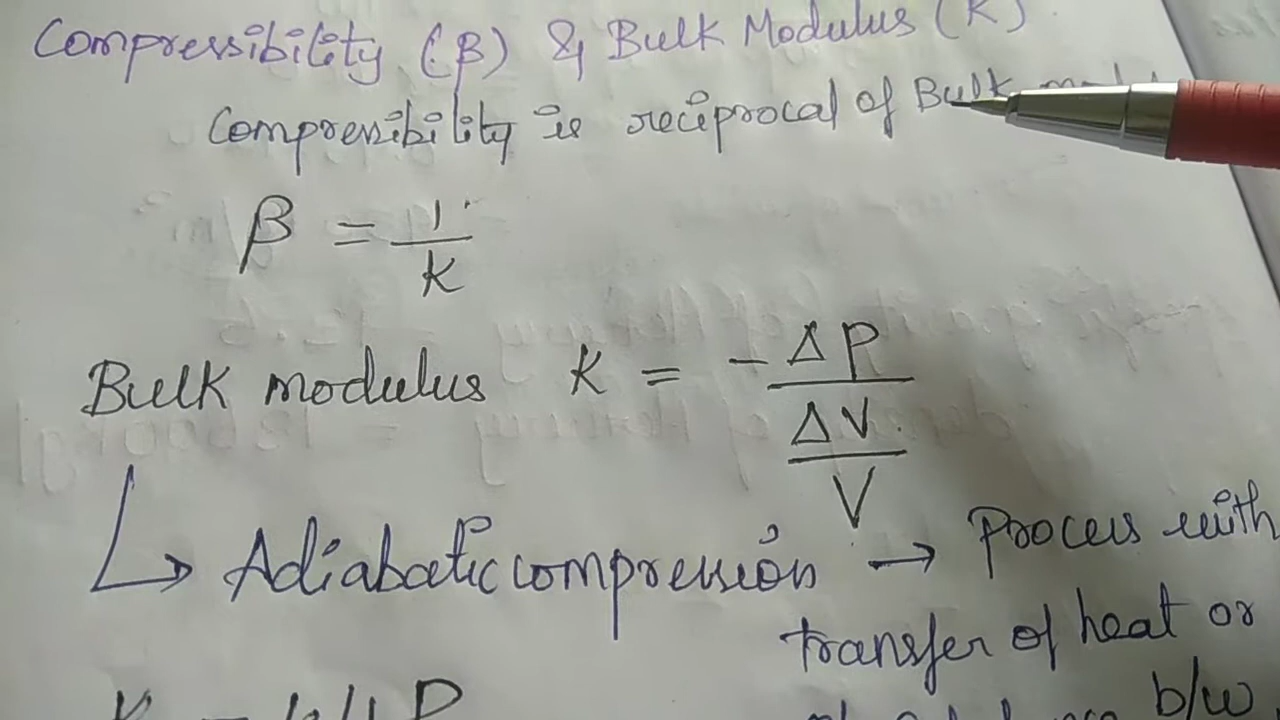 Compressibility (β) & Bulk Modulus (K)
Compressibility is reciprocal of Bulk
β = 1/K
Bulk modulus K = - ΔP / (ΔV / V)
↳ Adiabatic compression → Process with
transfer of heat or
b/w